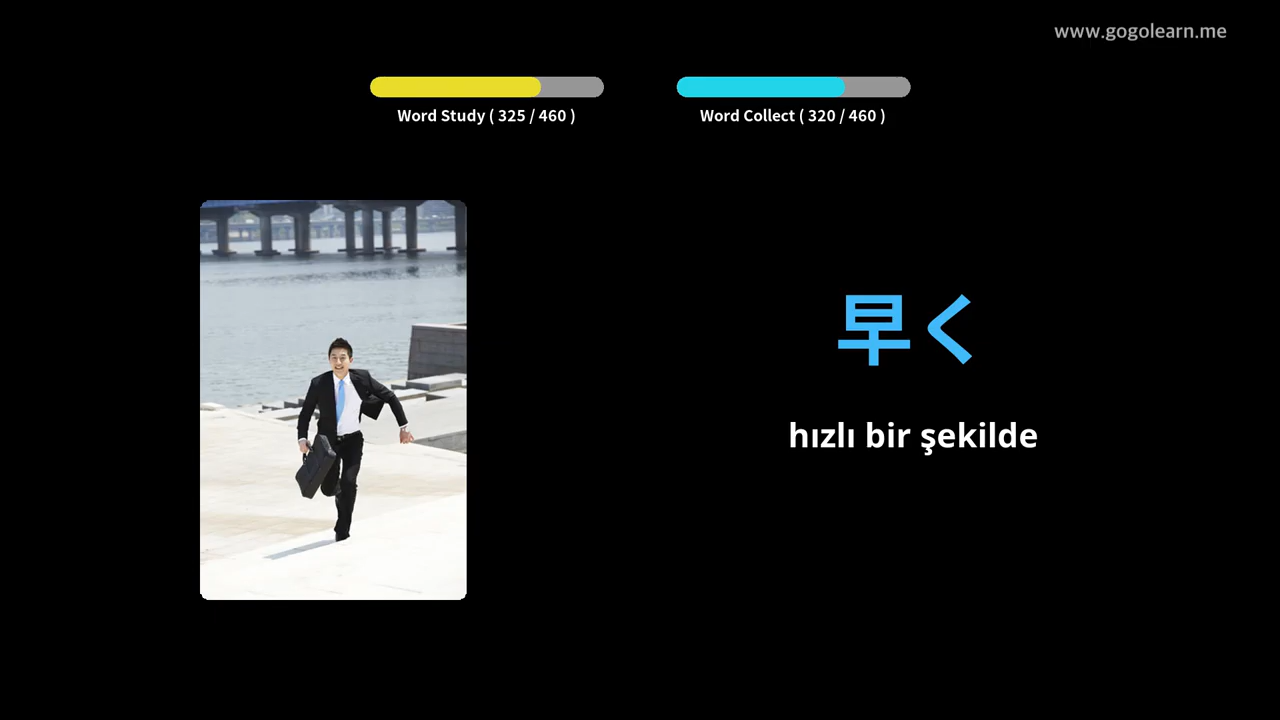 www.gogolearn.me
Word Study ( 325 / 460 )
Word Collect ( 320 / 460 )
早く
hızlı bir şekilde